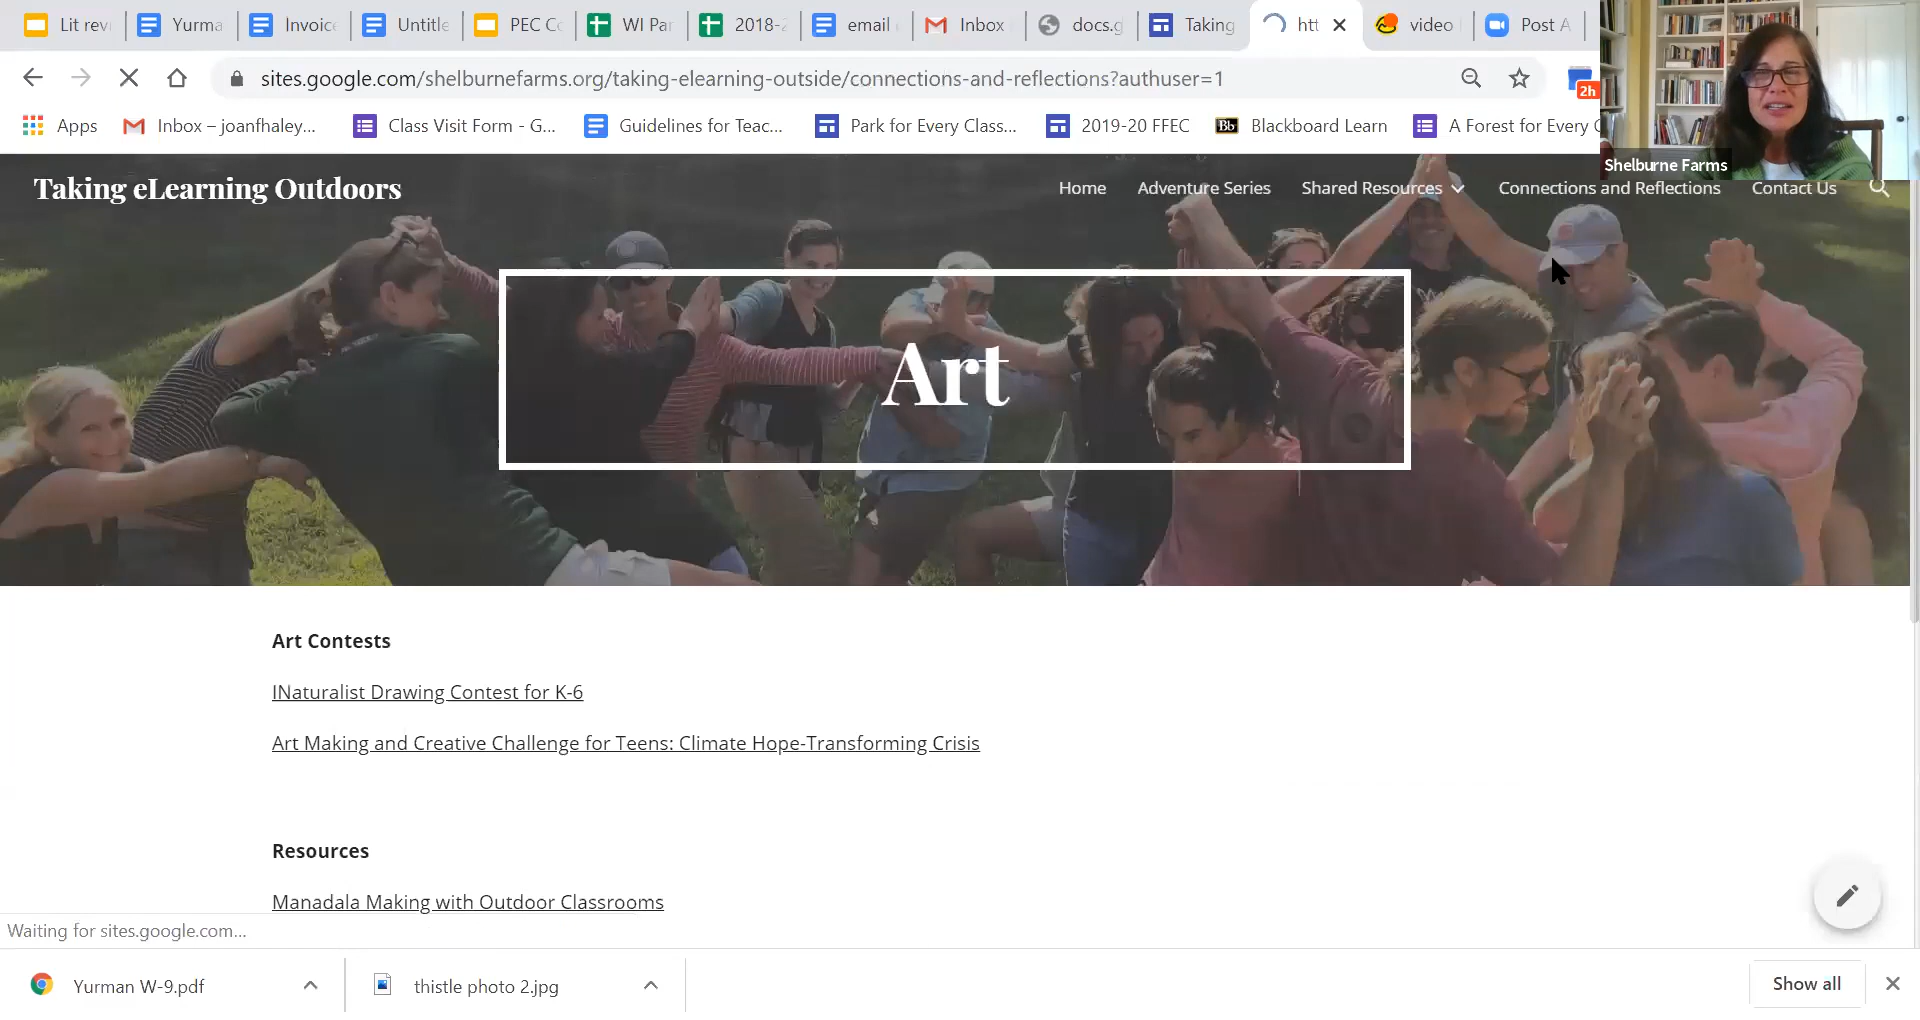 Lit rev Yurma Invoice Untitle PEC Co WI Par 2018-2 email Inbox docs.g Taking htt video Post A
sites.google.com/shelburnefarms.org/taking-elearning-outside/connections-and-reflections?authuser=1
2h
Apps Inbox – joanfhaley... Class Visit Form - G... Guidelines for Teac... Park for Every Class... 2019-20 FFEC Bb Blackboard Learn A Forest for Every C
Shelburne Farms
Taking eLearning Outdoors Home Adventure Series Shared Resources Connections and Reflections Contact Us
Art
Art Contests
INaturalist Drawing Contest for K-6
Art Making and Creative Challenge for Teens: Climate Hope-Transforming Crisis
Resources
Manadala Making with Outdoor Classrooms
Waiting for sites.google.com...
Yurman W-9.pdf thistle photo 2.jpg Show all